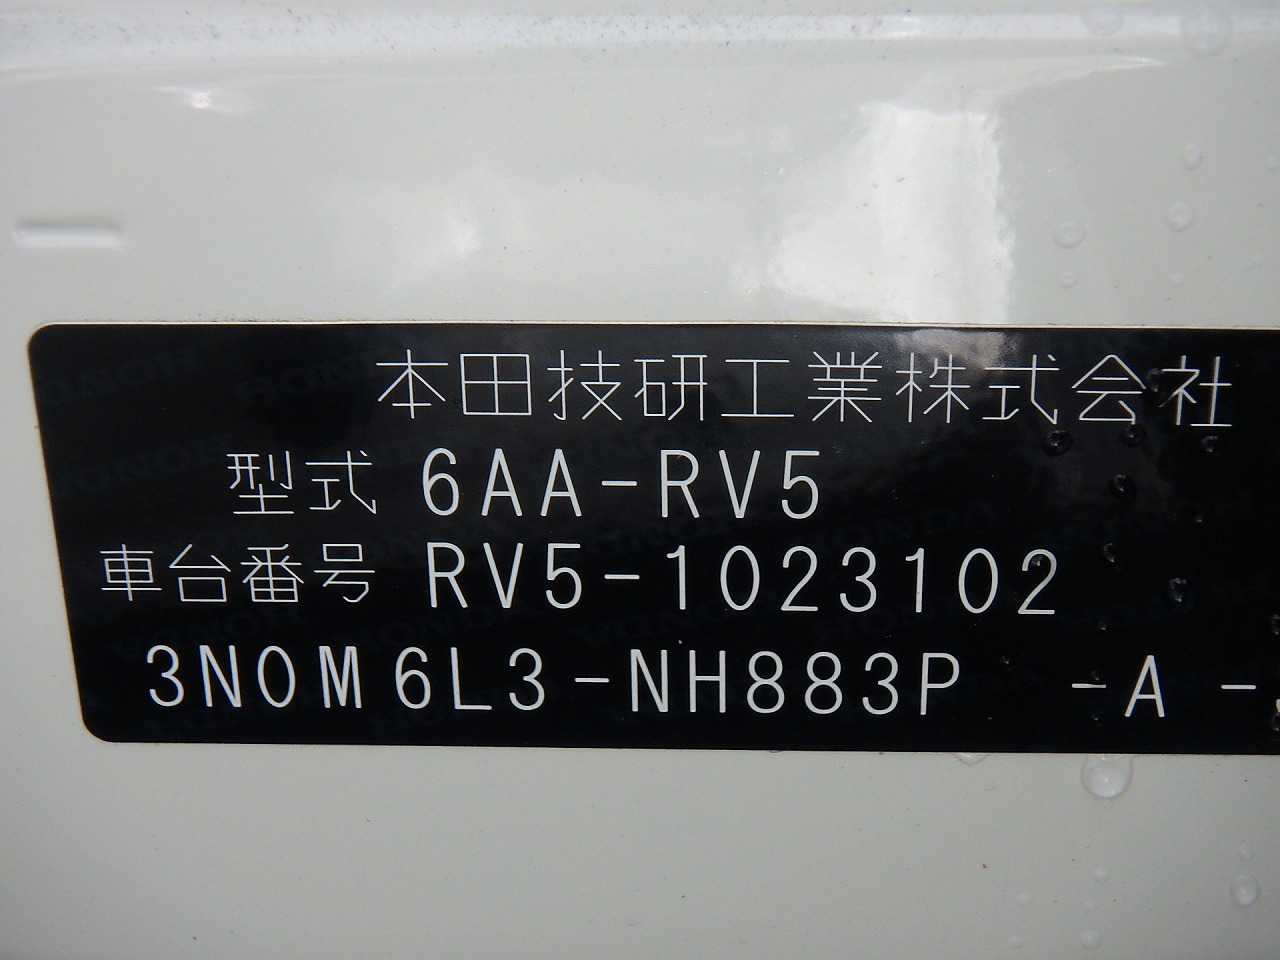 本田技研工業株式会社
型式 6AA-RV5
車台番号 RV5-1023102
3N0M6L3-NH883P -A -